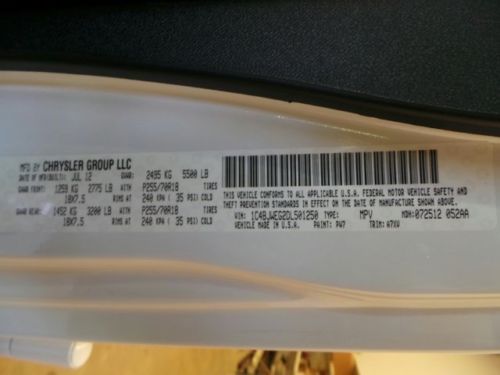 MFD BY CHRYSLER GROUP LLC
DATE OF MFR JUL 12 GVWR: 2495 KG 5500 LB
GAWR FRONT: 1259 KG 2775 LB WITH P255/70R18 TIRES
18X7.5 RIMS AT 240 KPA ( 35 PSI) COLD
GAWR REAR: 1452 KG 3200 LB WITH P255/70R18 TIRES
18X7.5 RIMS AT 240 KPA ( 35 PSI) COLD
THIS VEHICLE CONFORMS TO ALL APPLICABLE U.S.A. FEDERAL MOTOR VEHICLE SAFETY AND
THEFT PREVENTION STANDARDS IN EFFECT ON THE DATE OF MANUFACTURE SHOWN ABOVE.
VIN: 1C4BJWEG2DL501250 TYPE: MPV MDH: 072512 052AA
VEHICLE MADE IN U.S.A. PAINT: PW7 TRIM: A7XV